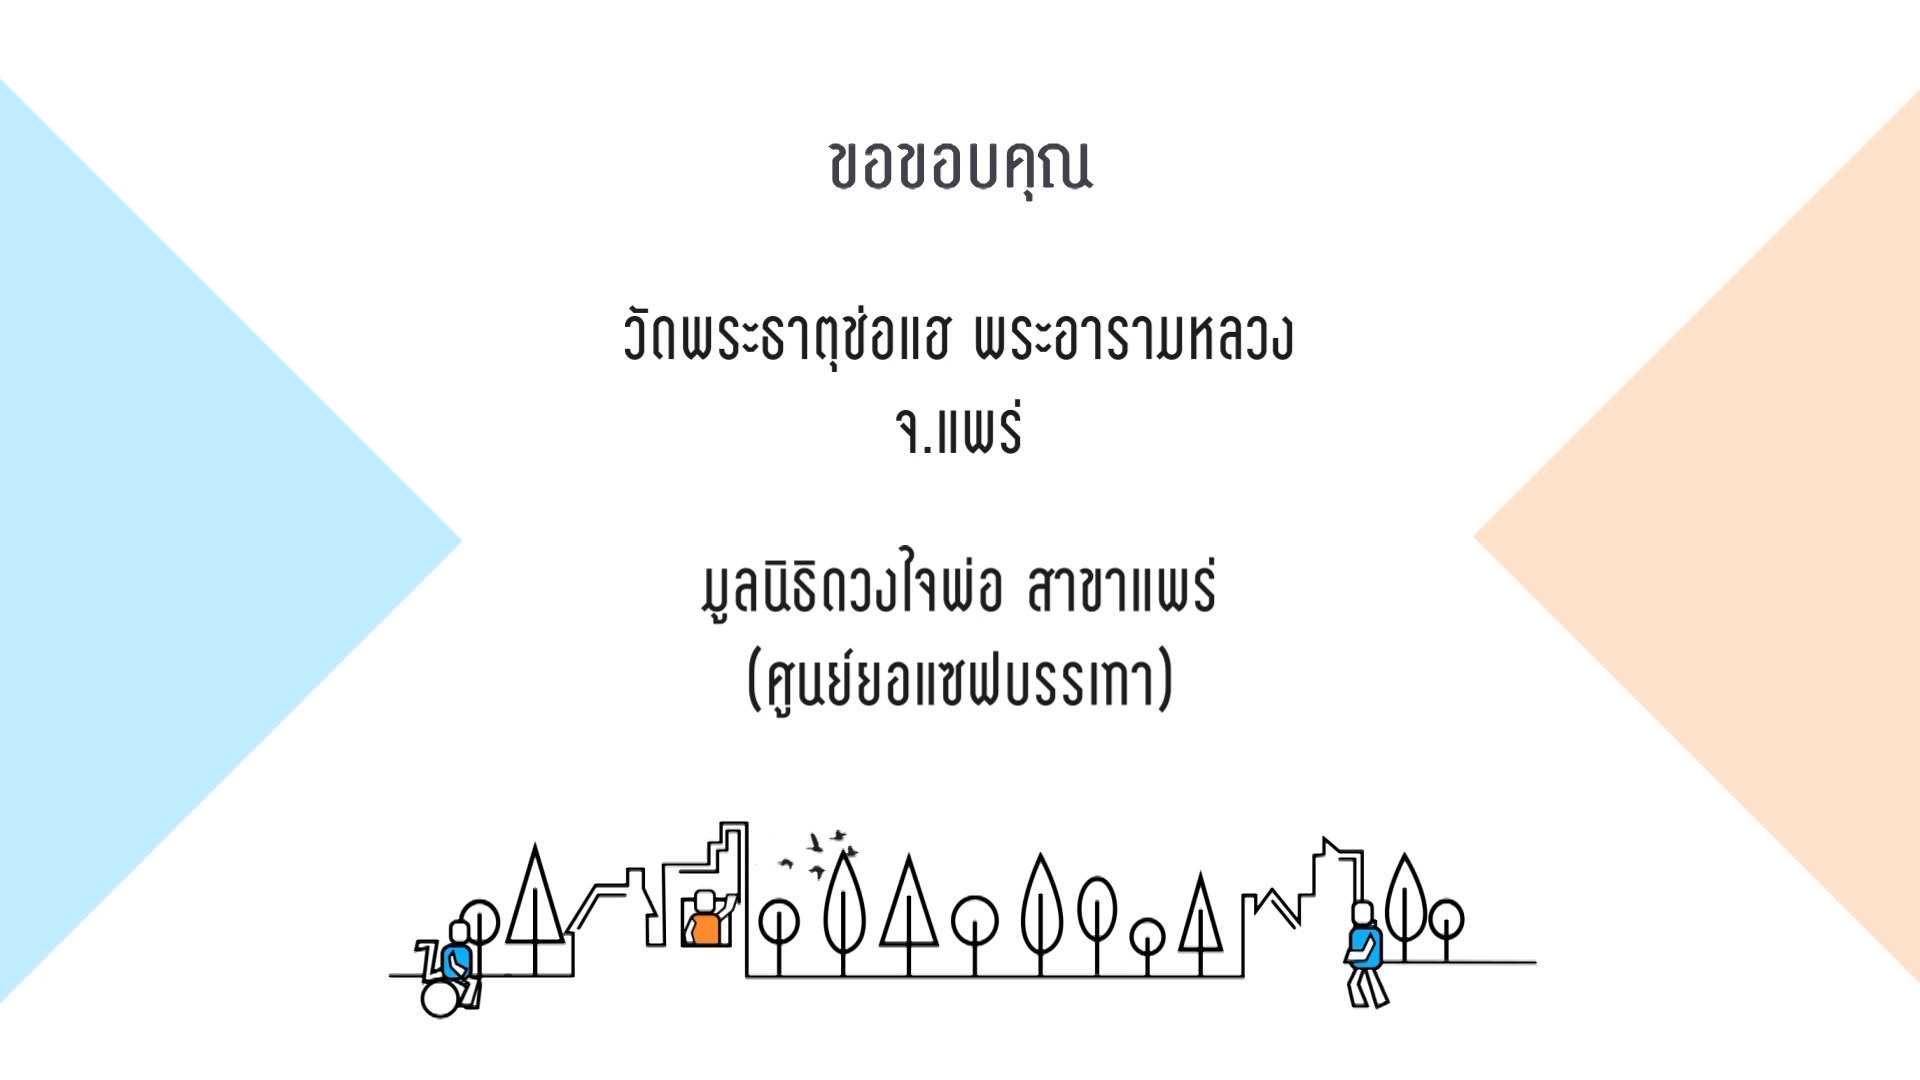 ขอขอบคุณ
วัดพระธาตุช่อแฮ พระอารามหลวง
จ.แพร่
มูลนิธิดวงใจพ่อ สาขาแพร่
(ศูนย์ยอแซฟบรรเทา)